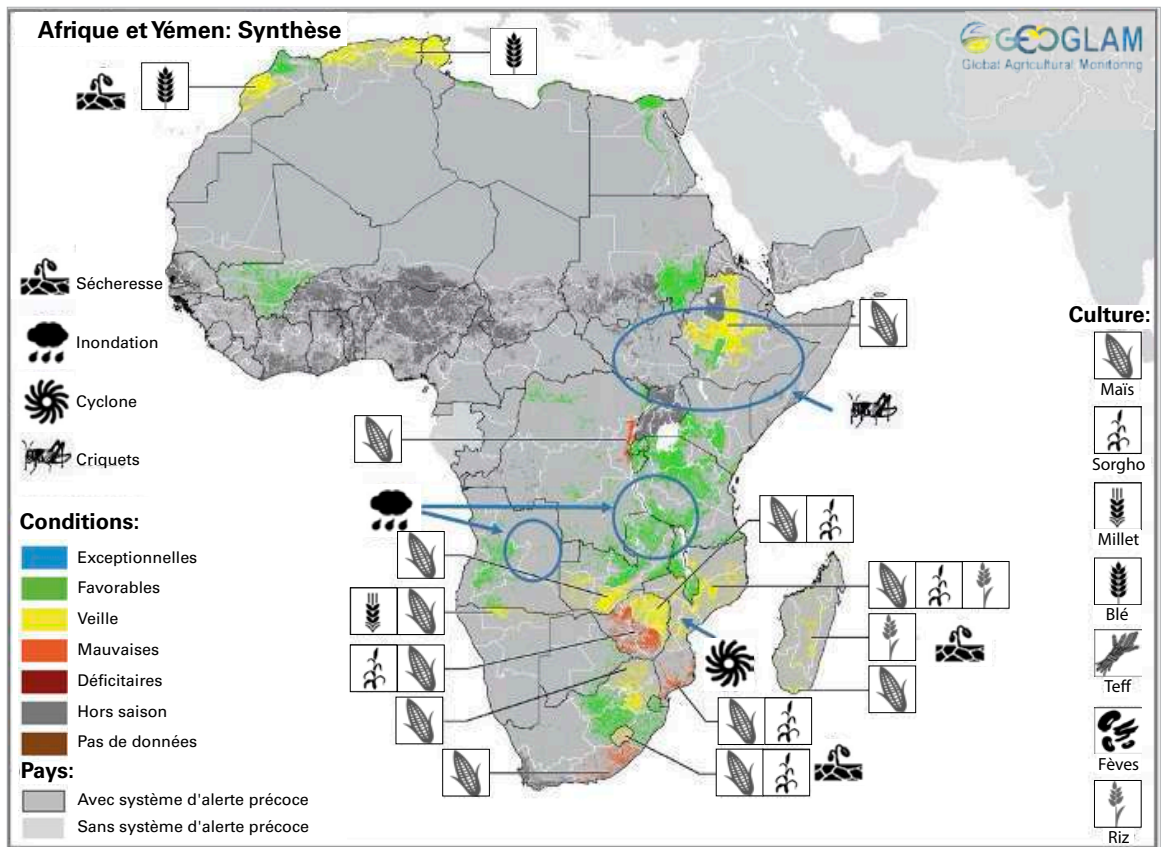 Afrique et Yémen: Synthèse
GEOGLAM
Global Agricultural Monitoring
Sécheresse
Inondation
Cyclone
Criquets
Conditions:
Exceptionnelles
Favorables
Veille
Mauvaises
Déficitaires
Hors saison
Pas de données
Pays:
Avec système d'alerte précoce
Sans système d'alerte précoce
Culture:
Maïs
Sorgho
Millet
Blé
Teff
Fèves
Riz